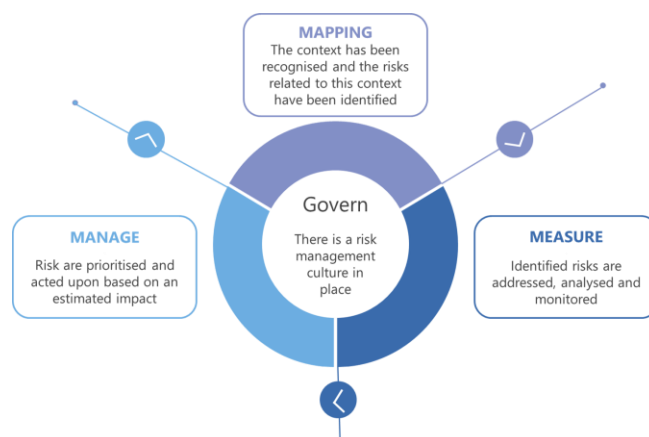 MAPPING
The context has been
recognised and the risks
related to this context
have been identified
Govern
There is a risk
management
culture in
place
MANAGE
Risk are prioritised and
acted upon based on an
estimated impact
MEASURE
Identified risks are
addressed, analysed and
monitored